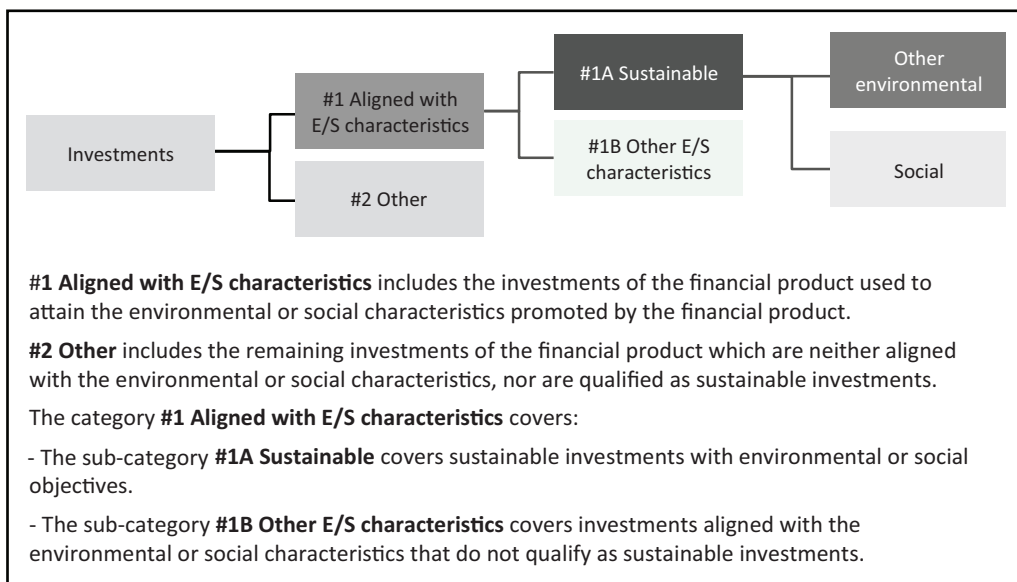 Investments
#1 Aligned with
E/S characteristics
#2 Other
#1A Sustainable
#1B Other E/S
characteristics
Other
environmental
Social
#1 Aligned with E/S characteristics includes the investments of the financial product used to
attain the environmental or social characteristics promoted by the financial product.
#2 Other includes the remaining investments of the financial product which are neither aligned
with the environmental or social characteristics, nor are qualified as sustainable investments.
The category #1 Aligned with E/S characteristics covers:
- The sub-category #1A Sustainable covers sustainable investments with environmental or social
objectives.
- The sub-category #1B Other E/S characteristics covers investments aligned with the
environmental or social characteristics that do not qualify as sustainable investments.